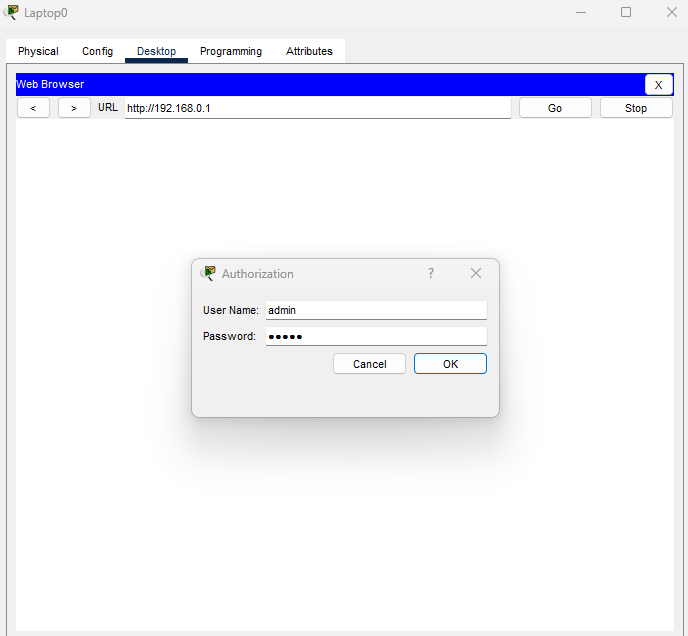 Laptop0
Physical Config Desktop Programming Attributes
Web Browser X
< > URL http://192.168.0.1 Go Stop
Authorization ?
User Name: admin
Password: •••••
Cancel OK